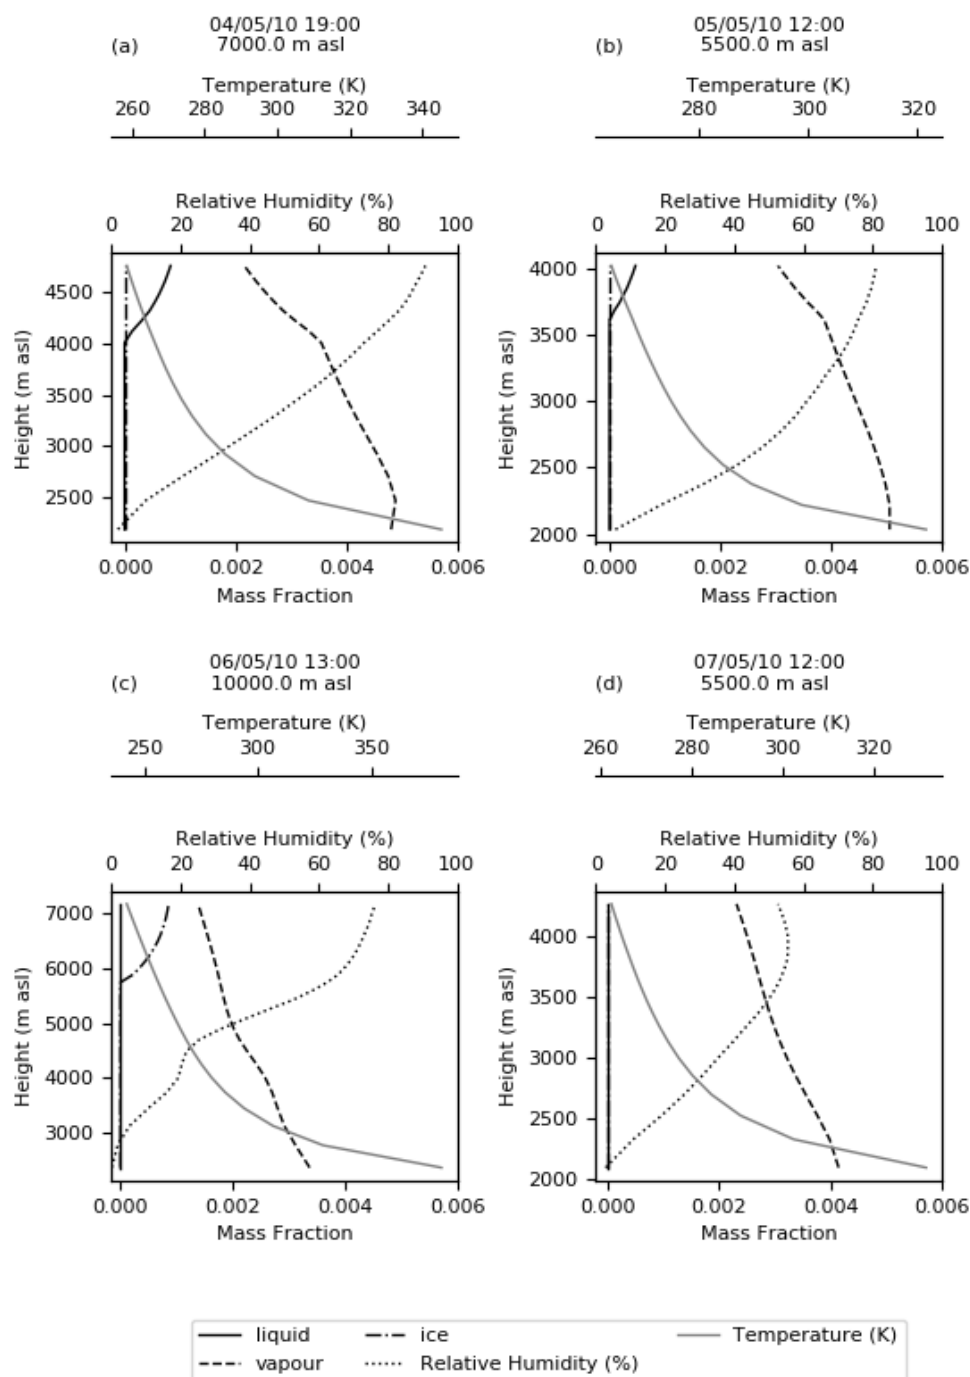 04/05/10 19:00
(a) 7000.0 m asl
Temperature (K)
260 280 300 320 340
Relative Humidity (%)
0 20 40 60 80 100
4500
4000
3500
3000
2500
Height (m asl)
0.000 0.002 0.004 0.006
Mass Fraction
05/05/10 12:00
(b) 5500.0 m asl
Temperature (K)
280 300 320
Relative Humidity (%)
0 20 40 60 80 100
4000
3500
3000
2500
2000
Height (m asl)
0.000 0.002 0.004 0.006
Mass Fraction
06/05/10 13:00
(c) 10000.0 m asl
Temperature (K)
250 300 350
Relative Humidity (%)
0 20 40 60 80 100
7000
6000
5000
4000
3000
Height (m asl)
0.000 0.002 0.004 0.006
Mass Fraction
07/05/10 12:00
(d) 5500.0 m asl
Temperature (K)
260 280 300 320
Relative Humidity (%)
0 20 40 60 80 100
4000
3500
3000
2500
2000
Height (m asl)
0.000 0.002 0.004 0.006
Mass Fraction
liquid ice Temperature (K)
vapour Relative Humidity (%)